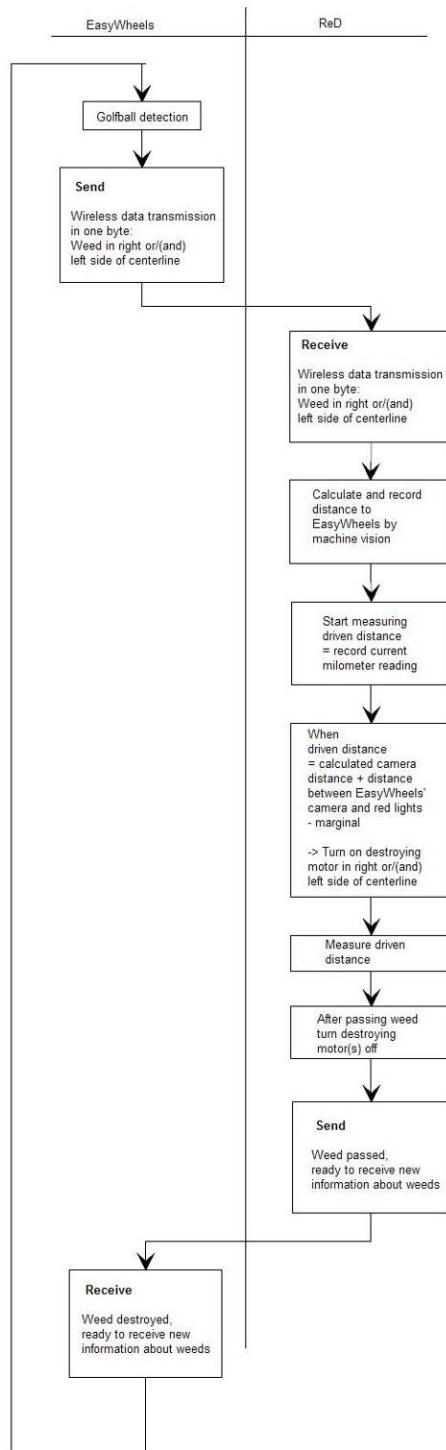 EasyWheels
ReD
Golfball detection
Send
Wireless data transmission
in one byte:
Weed in right or/(and)
left side of centerline
Receive
Wireless data transmission
in one byte:
Weed in right or/(and)
left side of centerline
Calculate and record
distance to
EasyWheels by
machine vision
Start measuring
driven distance
= record current
milometer reading
When
driven distance
= calculated camera
distance + distance
between EasyWheels'
camera and red lights
- marginal
-> Turn on destroying
motor in right or/(and)
left side of centerline
Measure driven
distance
After passing weed
turn destroying
motor(s) off
Send
Weed passed,
ready to receive new
information about weeds
Receive
Weed destroyed,
ready to receive new
information about weeds